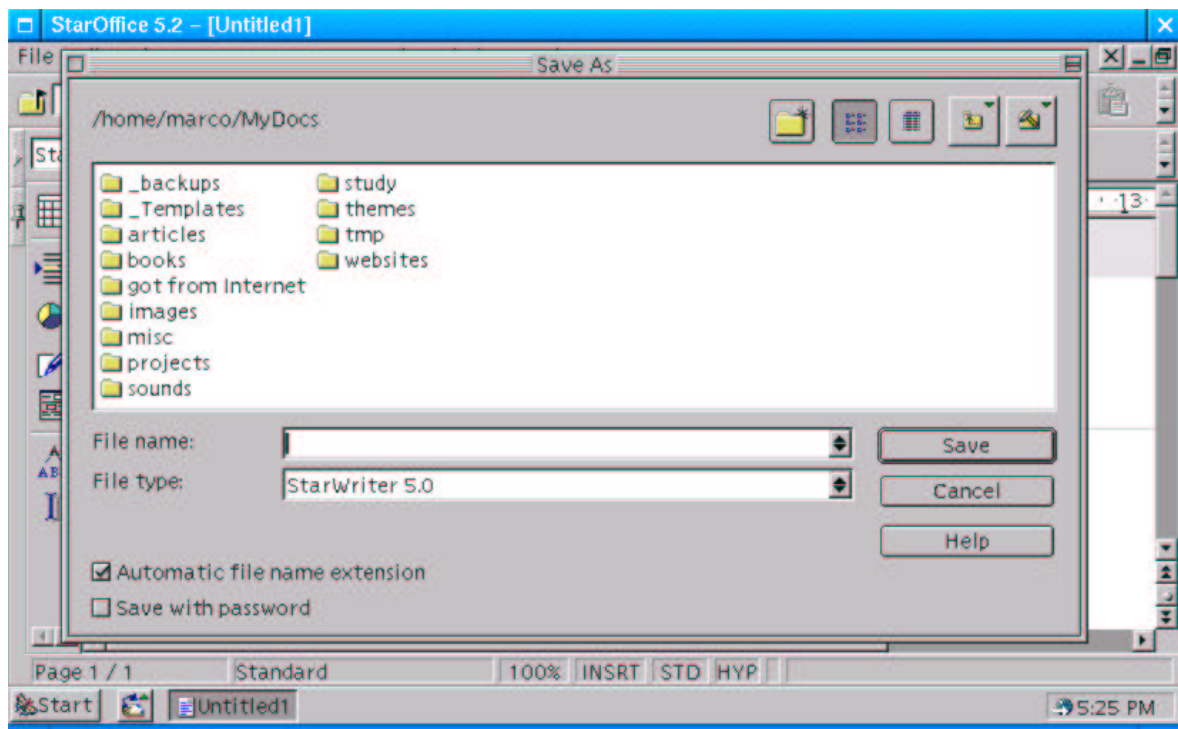 StarOffice 5.2 – [Untitled1]
File
Save As
/home/marco/MyDocs
Sta
_backups
_Templates
articles
books
got from Internet
images
misc
projects
sounds
study
themes
tmp
websites
13
File name:
Save
File type:
StarWriter 5.0
Cancel
Help
Automatic file name extension
Save with password
Page 1 / 1
Standard
100%
INSRT
STD
HYP
Start
Untitled1
5:25 PM